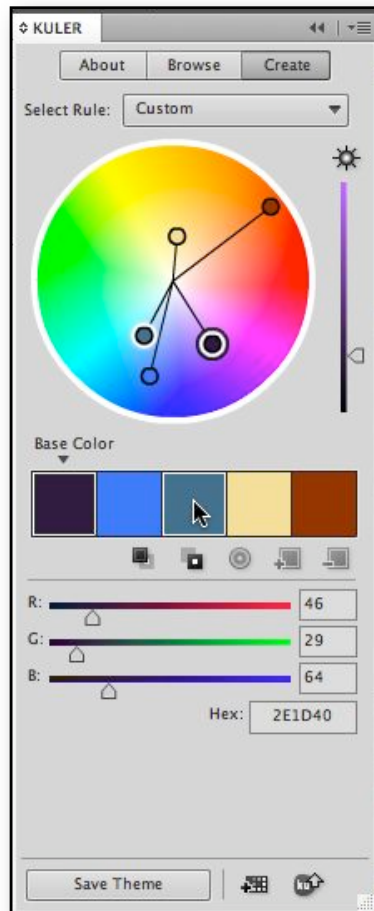 KULER
About Browse Create
Select Rule: Custom
Base Color
R: 46
G: 29
B: 64
Hex: 2E1D40
Save Theme